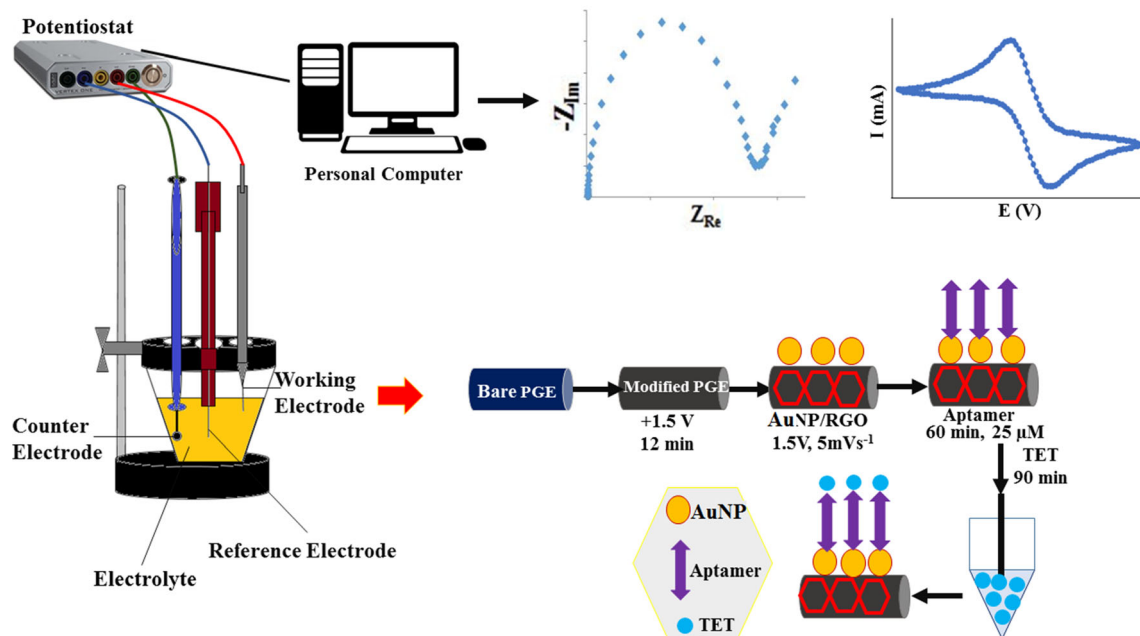 Potentiostat
Personal Computer
-Z_Im
Z_Re
I (mA)
E (V)
Working
Electrode
Counter
Electrode
Reference Electrode
Electrolyte
Bare PGE
Modified PGE
+1.5 V
12 min
AuNP/RGO
1.5V, 5mVs⁻¹
Aptamer
60 min, 25 µM
TET
90 min
AuNP
Aptamer
TET